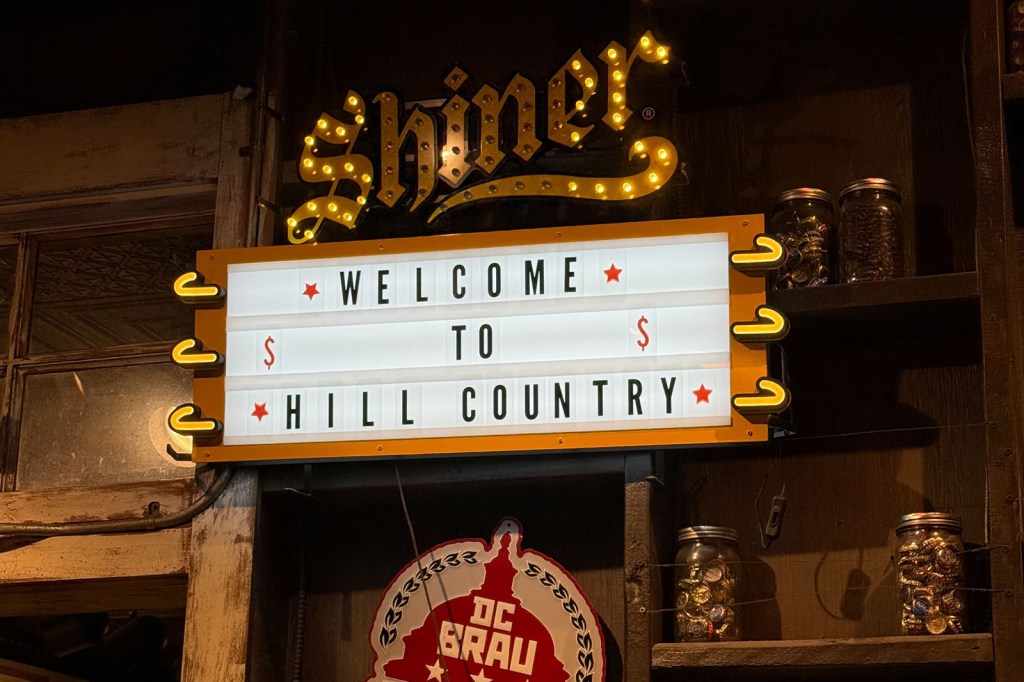 Shiner ®
★ WELCOME ★
$ TO $
★ HILL COUNTRY ★
DC
BRAU